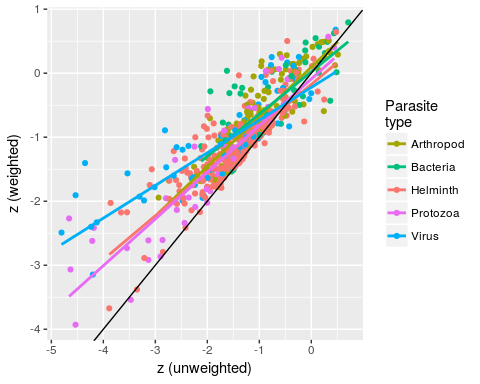 1
0
-1
-2
-3
-4
-5
-4
-3
-2
-1
0
z (weighted)
z (unweighted)
Parasite
type
Arthropod
Bacteria
Helminth
Protozoa
Virus